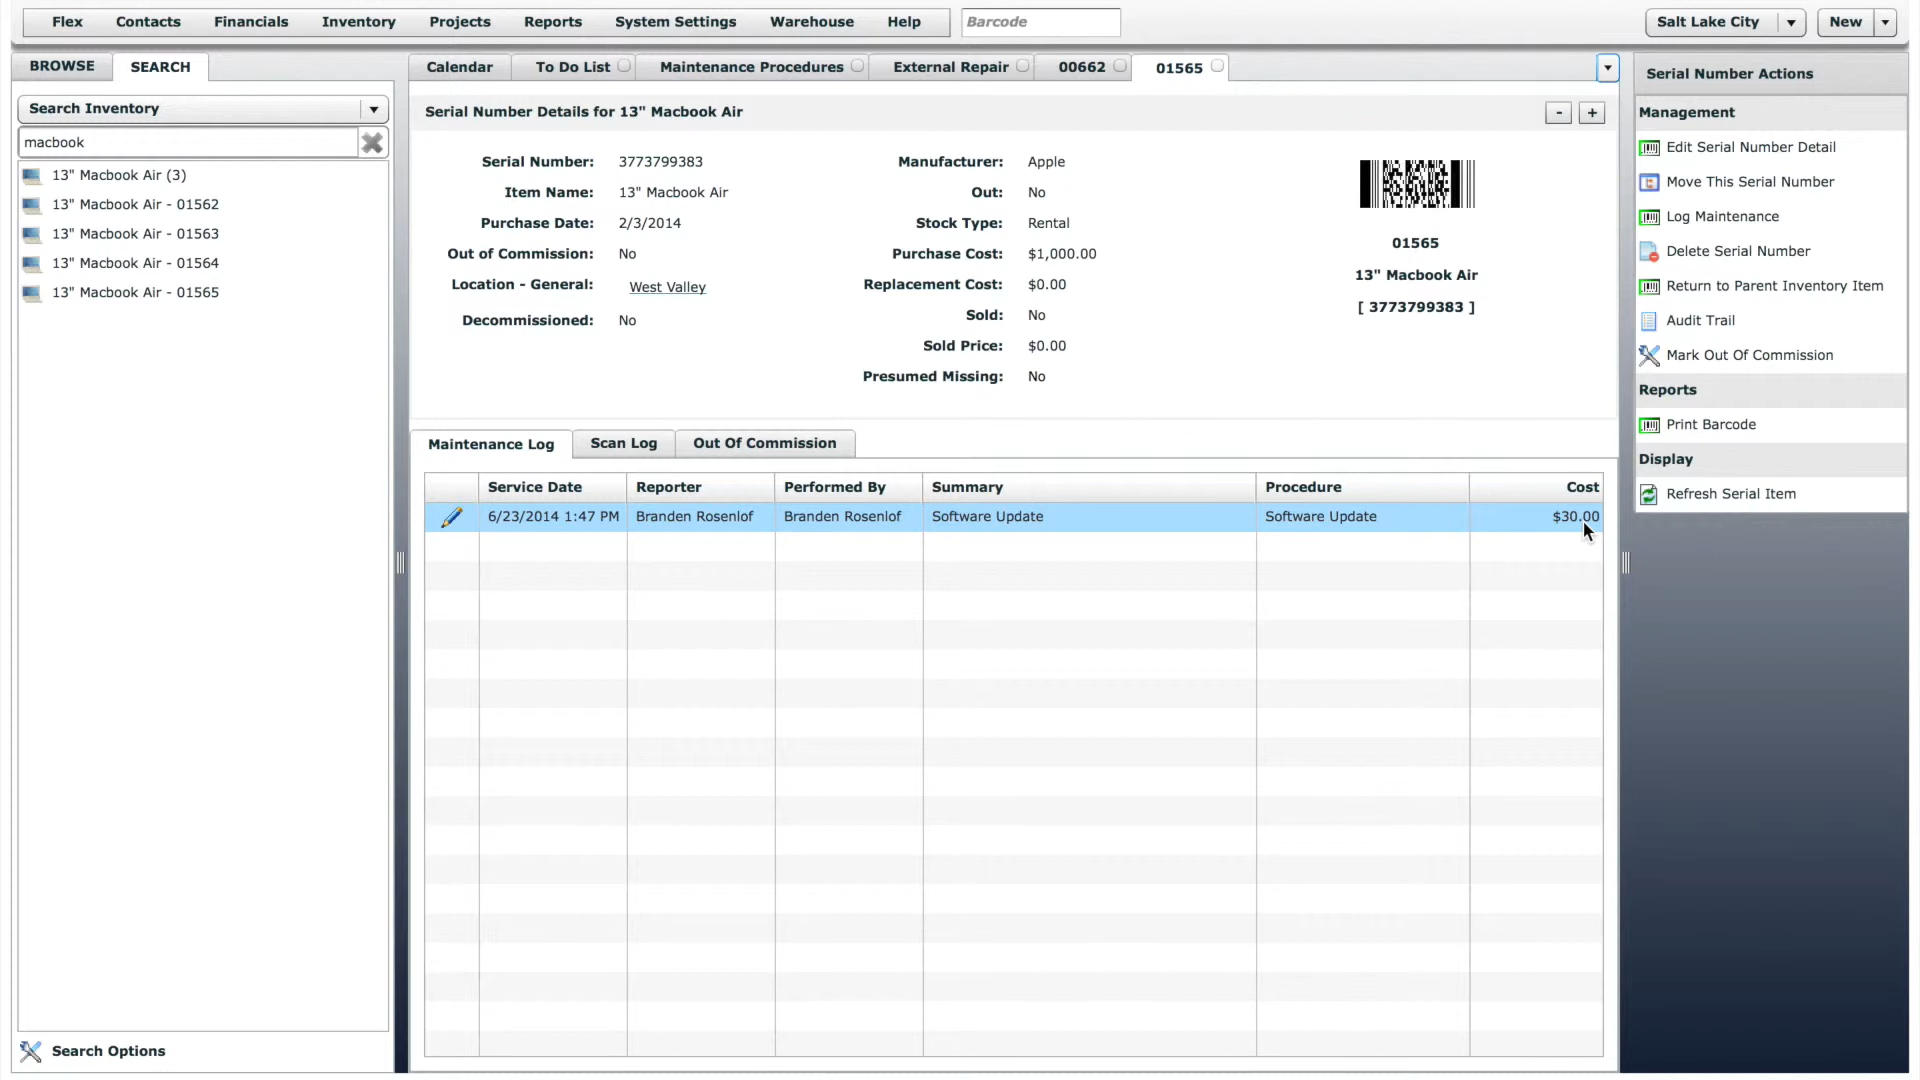 Flex Contacts Financials Inventory Projects Reports System Settings Warehouse Help Barcode Salt Lake City New
BROWSE SEARCH
Search Inventory
macbook
13" Macbook Air (3)
13" Macbook Air - 01562
13" Macbook Air - 01563
13" Macbook Air - 01564
13" Macbook Air - 01565
Search Options
Calendar To Do List Maintenance Procedures External Repair 00662 01565
Serial Number Details for 13" Macbook Air - +
Serial Number: 3773799383
Item Name: 13" Macbook Air
Purchase Date: 2/3/2014
Out of Commission: No
Location - General: West Valley
Decommissioned: No
Manufacturer: Apple
Out: No
Stock Type: Rental
Purchase Cost: $1,000.00
Replacement Cost: $0.00
Sold: No
Sold Price: $0.00
Presumed Missing: No
01565
13" Macbook Air
[ 3773799383 ]
Maintenance Log Scan Log Out Of Commission
Service Date Reporter Performed By Summary Procedure Cost
6/23/2014 1:47 PM Branden Rosenlof Branden Rosenlof Software Update Software Update $30.00
Serial Number Actions
Management
Edit Serial Number Detail
Move This Serial Number
Log Maintenance
Delete Serial Number
Return to Parent Inventory Item
Audit Trail
Mark Out Of Commission
Reports
Print Barcode
Display
Refresh Serial Item